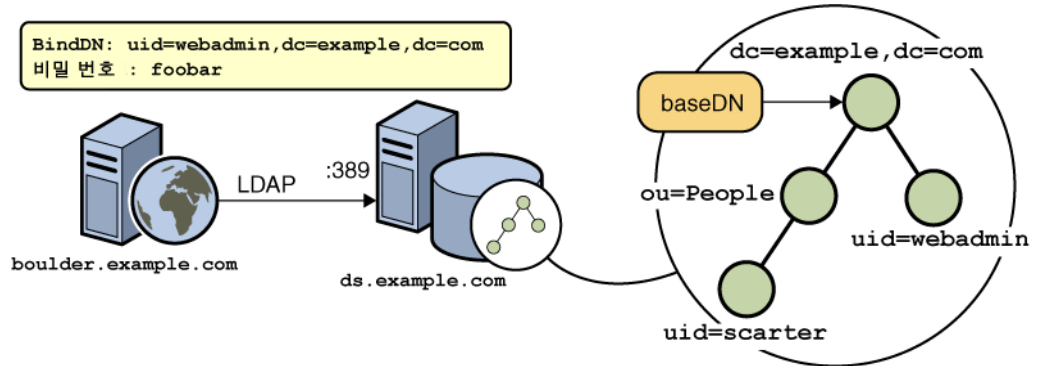 BindDN: uid=webadmin,dc=example,dc=com
비밀 번호 : foobar
dc=example,dc=com
baseDN
:389
LDAP
ou=People
uid=webadmin
boulder.example.com
ds.example.com
uid=scarter